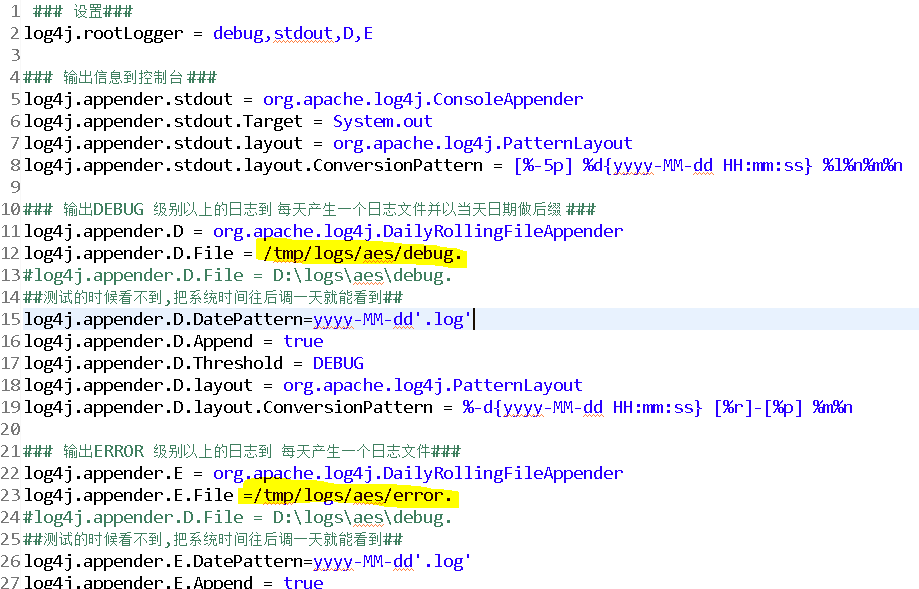 1 ### 设置###
2 log4j.rootLogger = debug,stdout,D,E
3
4 ### 输出信息到控制台 ###
5 log4j.appender.stdout = org.apache.log4j.ConsoleAppender
6 log4j.appender.stdout.Target = System.out
7 log4j.appender.stdout.layout = org.apache.log4j.PatternLayout
8 log4j.appender.stdout.layout.ConversionPattern = [%-5p] %d{yyyy-MM-dd HH:mm:ss} %l%n%m%n
9
10 ### 输出DEBUG 级别以上的日志到 每天产生一个日志文件并以当天日期做后缀 ###
11 log4j.appender.D = org.apache.log4j.DailyRollingFileAppender
12 log4j.appender.D.File = /tmp/logs/aes/debug.
13 #log4j.appender.D.File = D:\logs\aes\debug.
14 ##测试的时候看不到,把系统时间往后调一天就能看到##
15 log4j.appender.D.DatePattern=yyyy-MM-dd'.log'
16 log4j.appender.D.Append = true
17 log4j.appender.D.Threshold = DEBUG
18 log4j.appender.D.layout = org.apache.log4j.PatternLayout
19 log4j.appender.D.layout.ConversionPattern = %-d{yyyy-MM-dd HH:mm:ss} [%r]-[%p] %m%n
20
21 ### 输出ERROR 级别以上的日志到 每天产生一个日志文件###
22 log4j.appender.E = org.apache.log4j.DailyRollingFileAppender
23 log4j.appender.E.File =/tmp/logs/aes/error.
24 #log4j.appender.D.File = D:\logs\aes\debug.
25 ##测试的时候看不到,把系统时间往后调一天就能看到##
26 log4j.appender.E.DatePattern=yyyy-MM-dd'.log'
27 log4j.appender.E.Append = true